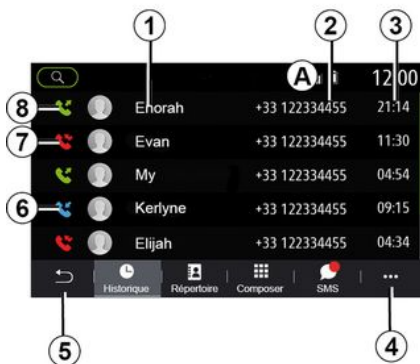 1 2 3
A 12:00
8 Enorah +33 122334455 21:14
7 Evan +33 122334455 11:30
My +33 122334455 04:54
6 Kerlyne +33 122334455 09:15
Elijah +33 122334455 04:34
Historique Répertoire Composer SMS ...
5 4